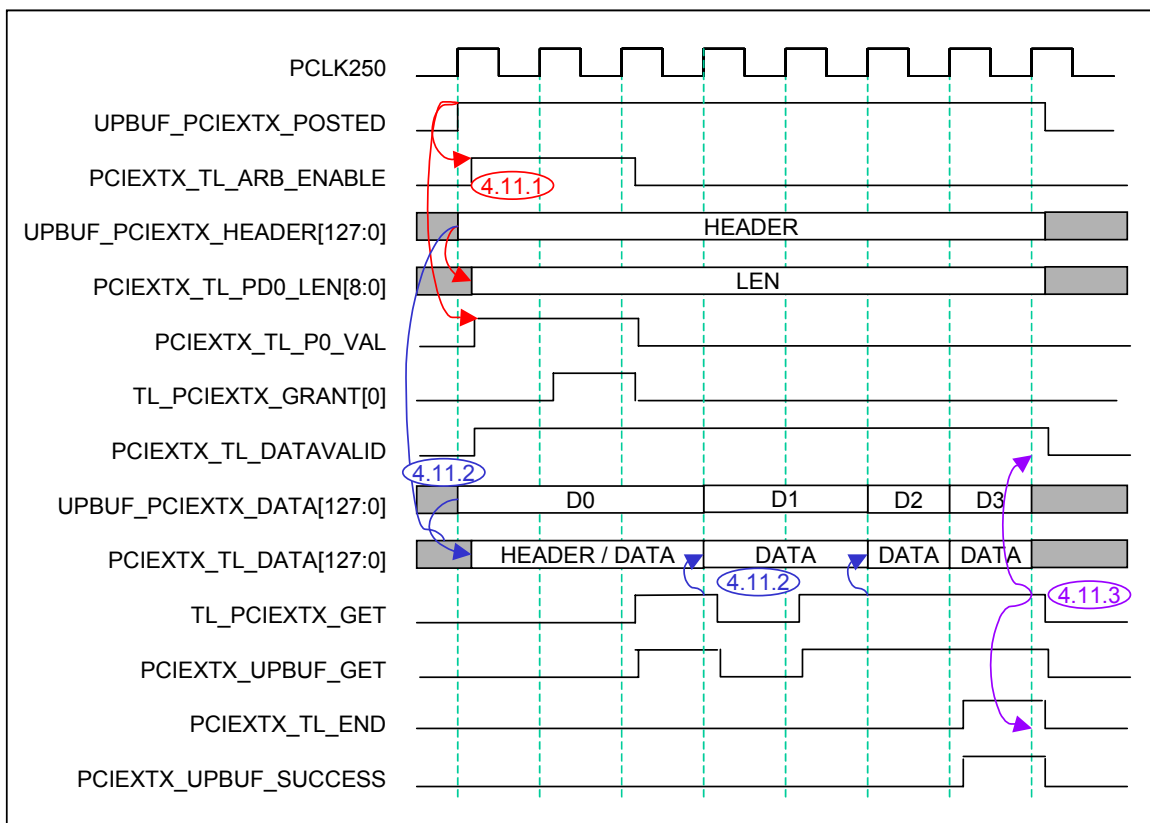 PCLK250
UPBUF_PCIEXTX_POSTED
PCIEXTX_TL_ARB_ENABLE
4.11.1
UPBUF_PCIEXTX_HEADER[127:0]
HEADER
PCIEXTX_TL_PD0_LEN[8:0]
LEN
PCIEXTX_TL_P0_VAL
TL_PCIEXTX_GRANT[0]
PCIEXTX_TL_DATAVALID
4.11.2
UPBUF_PCIEXTX_DATA[127:0]
D0 D1 D2 D3
PCIEXTX_TL_DATA[127:0]
HEADER / DATA DATA DATA DATA
4.11.2
TL_PCIEXTX_GET
4.11.3
PCIEXTX_UPBUF_GET
PCIEXTX_TL_END
PCIEXTX_UPBUF_SUCCESS